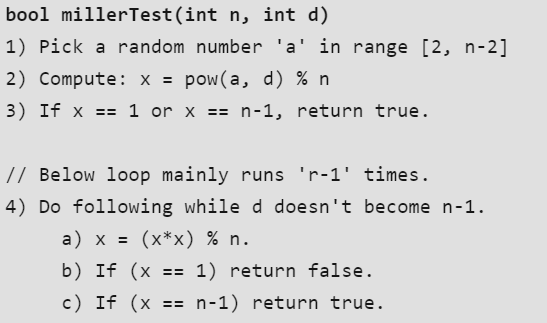 bool millerTest(int n, int d)
1) Pick a random number 'a' in range [2, n-2]
2) Compute: x = pow(a, d) % n
3) If x == 1 or x == n-1, return true.
// Below loop mainly runs 'r-1' times.
4) Do following while d doesn't become n-1.
a) x = (x*x) % n.
b) If (x == 1) return false.
c) If (x == n-1) return true.